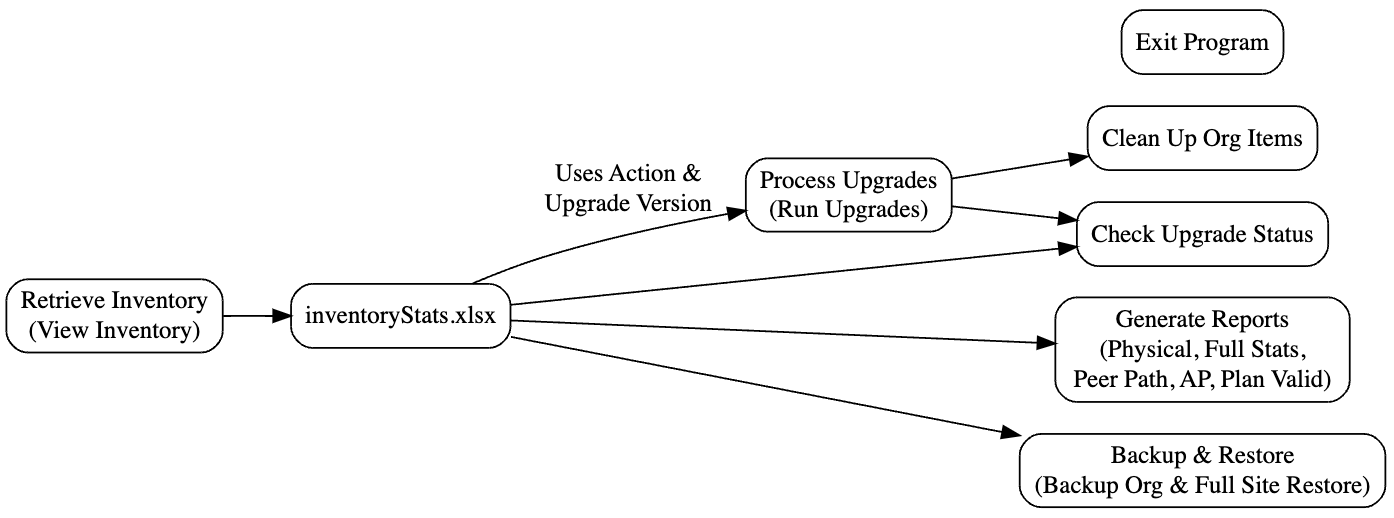 Exit Program
Clean Up Org Items
Uses Action &
Upgrade Version
Process Upgrades
(Run Upgrades)
Check Upgrade Status
Retrieve Inventory
(View Inventory)
inventoryStats.xlsx
Generate Reports
(Physical, Full Stats,
Peer Path, AP, Plan Valid)
Backup & Restore
(Backup Org & Full Site Restore)